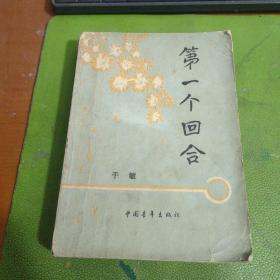 第一个回合
于敏
中国青年出版社